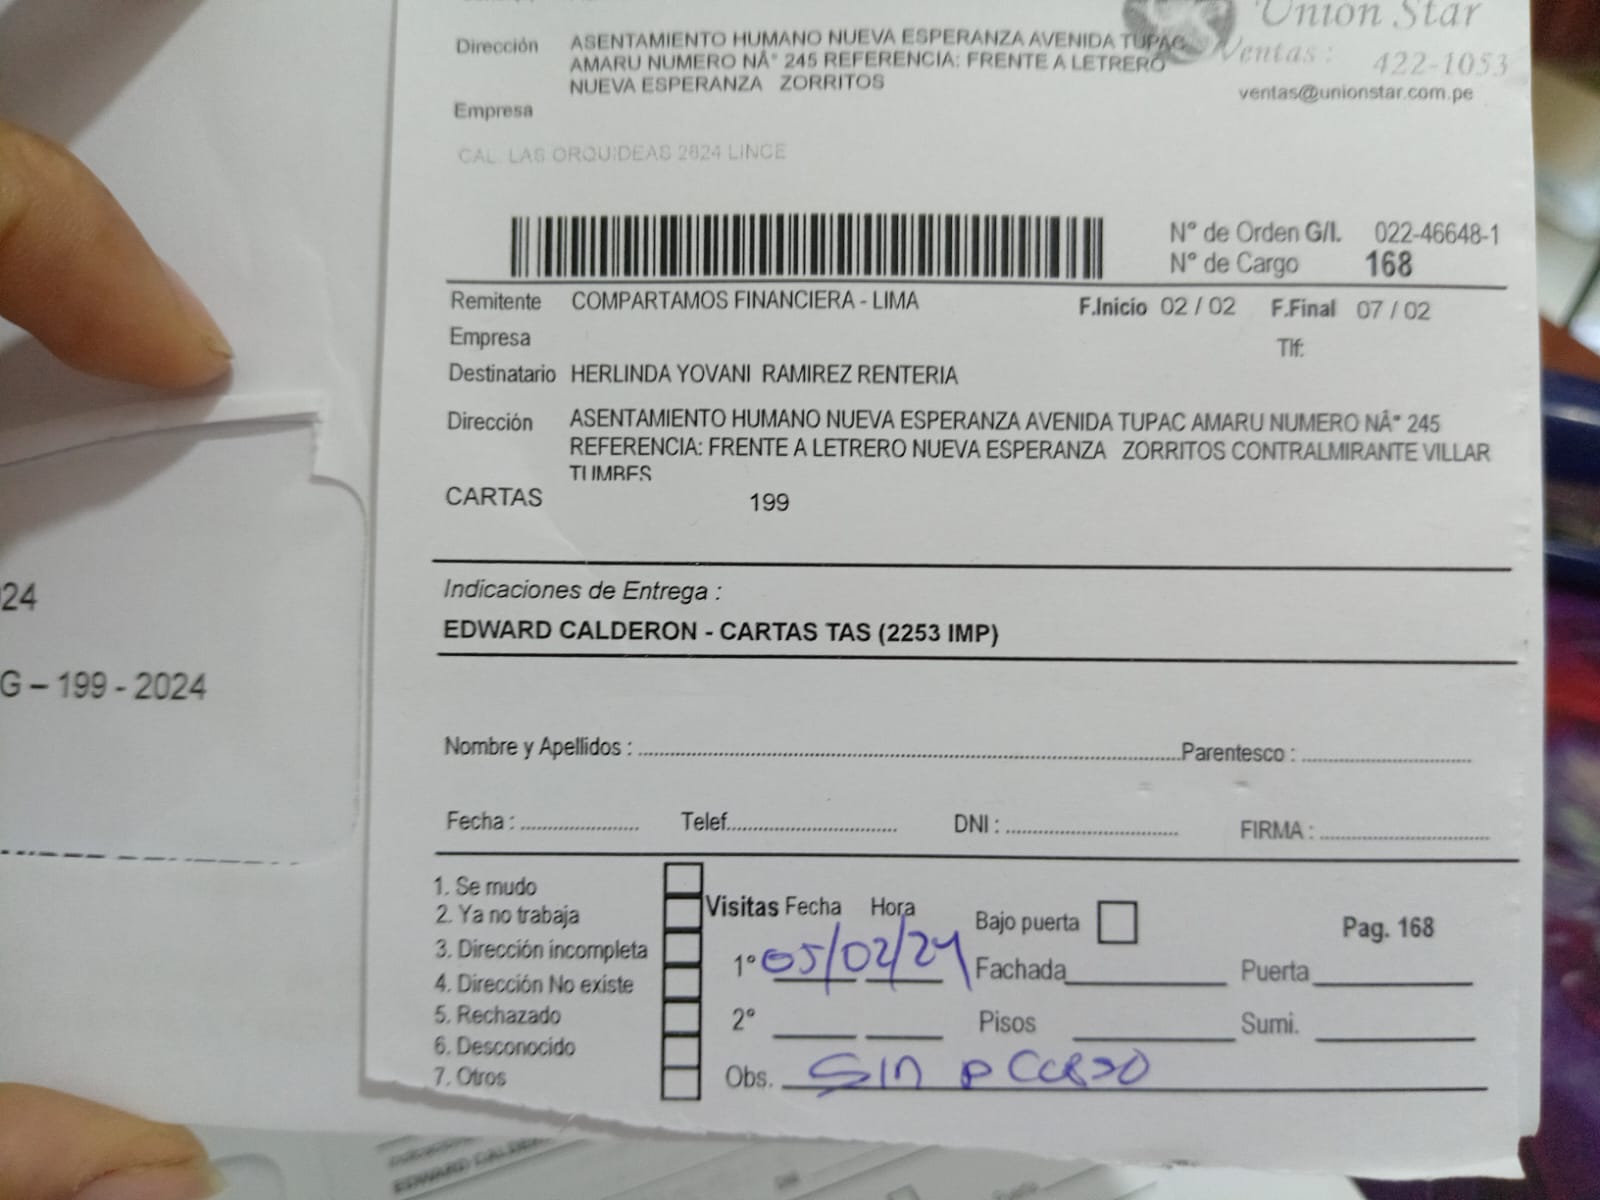 Union Star
Ventas : 422-1053
ventas@unionstar.com.pe
Dirección ASENTAMIENTO HUMANO NUEVA ESPERANZA AVENIDA TUPAC
AMARU NUMERO NÂ° 245 REFERENCIA: FRENTE A LETRERO
NUEVA ESPERANZA ZORRITOS
Empresa
CAL. LAS ORQUIDEAS 2624 LINCE
N° de Orden G/I. 022-46648-1
N° de Cargo 168
Remitente COMPARTAMOS FINANCIERA - LIMA F.Inicio 02 / 02 F.Final 07 / 02
Empresa Tlf:
Destinatario HERLINDA YOVANI RAMIREZ RENTERIA
Dirección ASENTAMIENTO HUMANO NUEVA ESPERANZA AVENIDA TUPAC AMARU NUMERO NÂ° 245
REFERENCIA: FRENTE A LETRERO NUEVA ESPERANZA ZORRITOS CONTRALMIRANTE VILLAR
TUMBES
CARTAS 199
Indicaciones de Entrega :
EDWARD CALDERON - CARTAS TAS (2253 IMP)
24
G – 199 - 2024
Nombre y Apellidos : Parentesco :
Fecha : Telef. DNI : FIRMA :
1. Se mudo
2. Ya no trabaja
3. Dirección incompleta
4. Dirección No existe
5. Rechazado
6. Desconocido
7. Otros
Visitas Fecha Hora Bajo puerta Pag. 168
1° 05/02/24 Fachada Puerta
2° Pisos Sumi.
Obs. Sin
EDWARD CALDERON